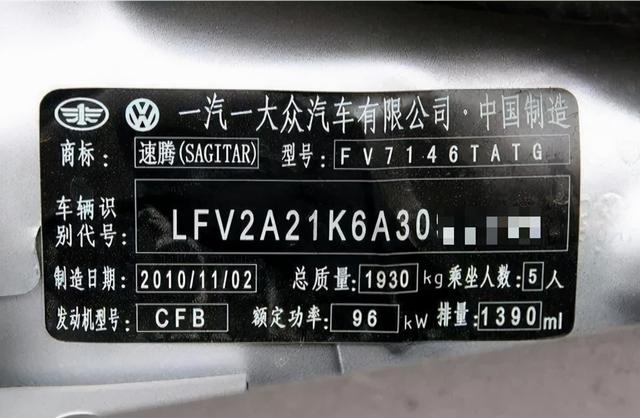 一汽一大众汽车有限公司·中国制造
商标: 速腾(SAGITAR) 型号: FV7146TATG
车辆识别代号: LFV2A21K6A30
制造日期: 2010/11/02 总质量: 1930 kg 乘坐人数: 5 人
发动机型号: CFB 额定功率: 96 kW 排量: 1390 ml